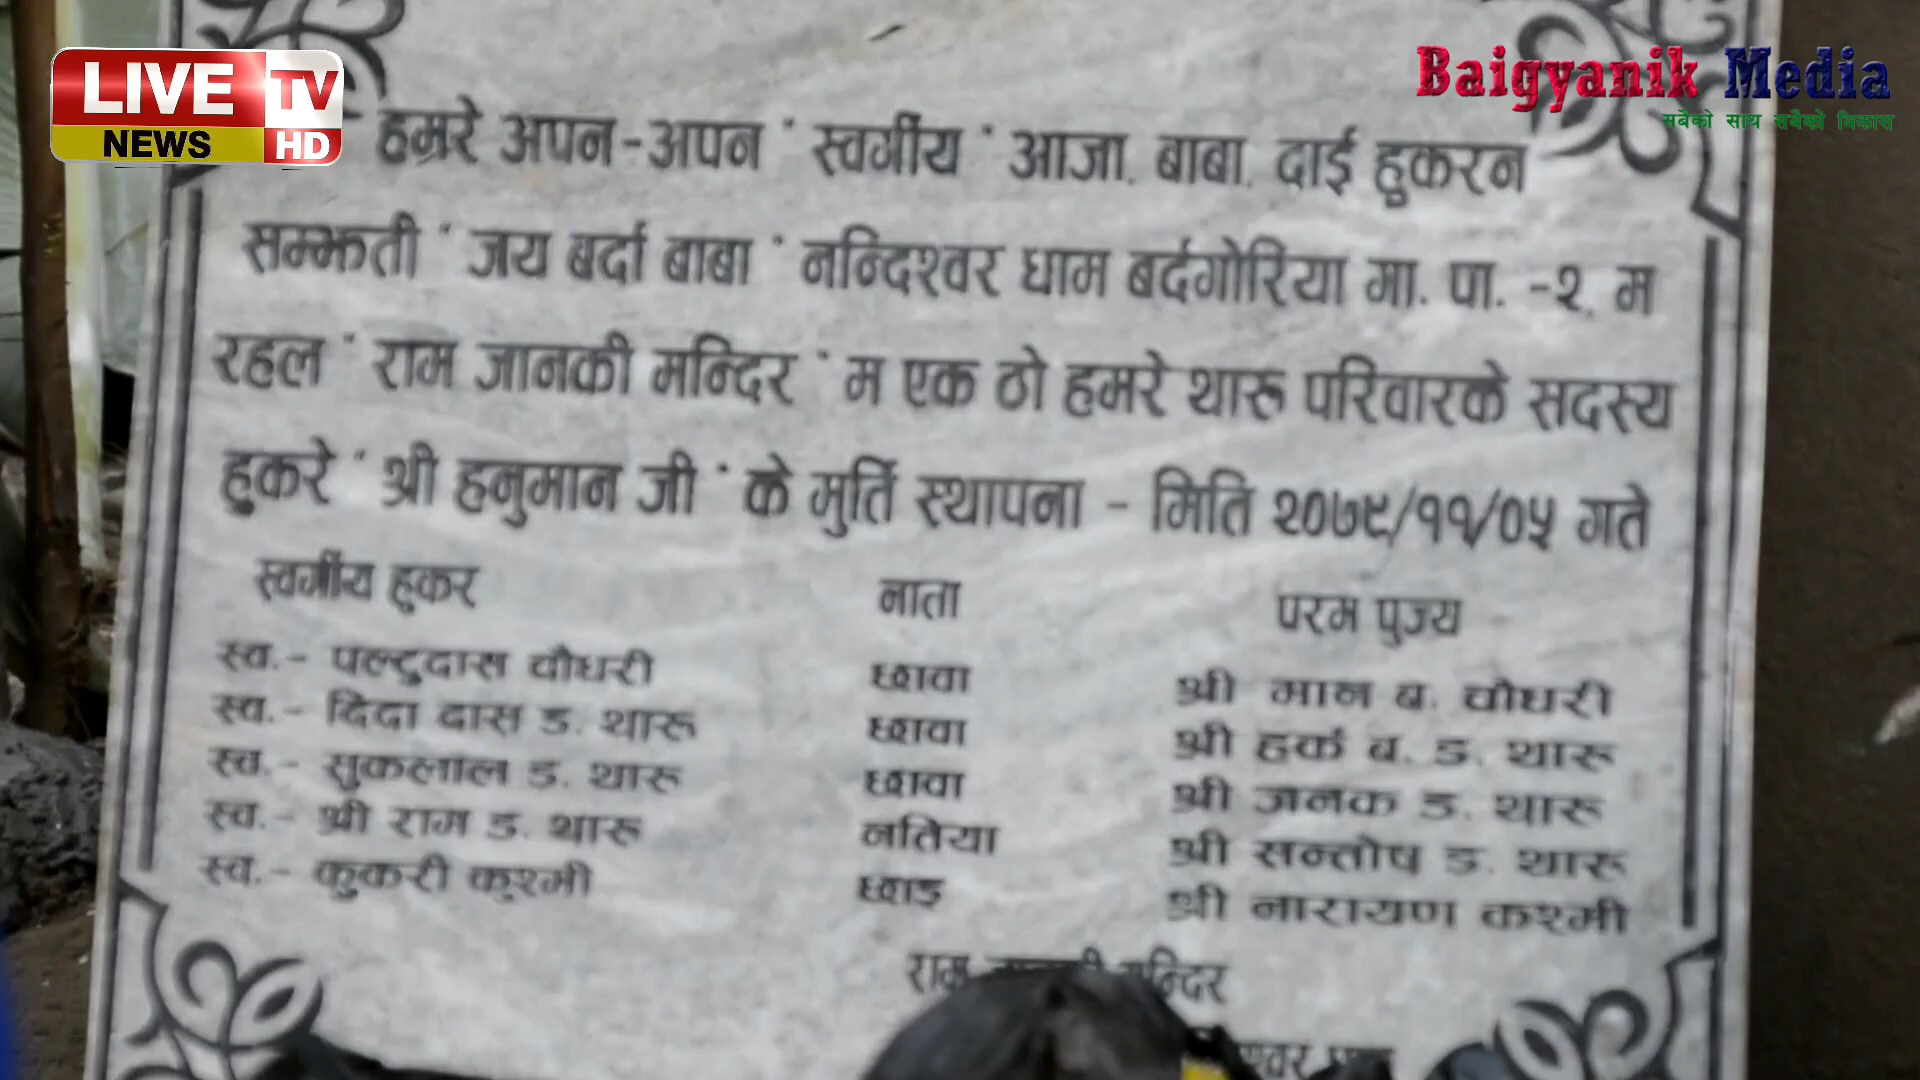 LIVE TV
NEWS HD
Baigyanik Media
सबैको साथ सबैको विकास
हमरे अपन-अपन " स्वर्गीय " आजा, बाबा, दाई हुकरन
सम्झती " जय बर्दा बाबा " नन्दिश्वर धाम बर्दगोरिया गा. पा. -२, म
रहल " राम जानकी मन्दिर " म एक ठो हमरे थारू परिवारके सदस्य
हुकरे " श्री हनुमान जी " के मुर्ति स्थापना - मिति २०७९/११/०५ गते
स्वर्गीय हुकर नाता परम पुज्य
स्व.- पल्टुदास चौधरी छावा श्री मान ब. चौधरी
स्व.- दिदा दास ड. थारू छावा श्री हर्क ब. ड. थारू
स्व.- सुकलाल ड. थारू छावा श्री जनक ड. थारू
स्व.- श्री राम ड. थारू नतिया श्री सन्तोष ड. थारू
स्व.- कुकरी कुश्मी छाइ श्री नारायण कश्मी
राम मन्दिर